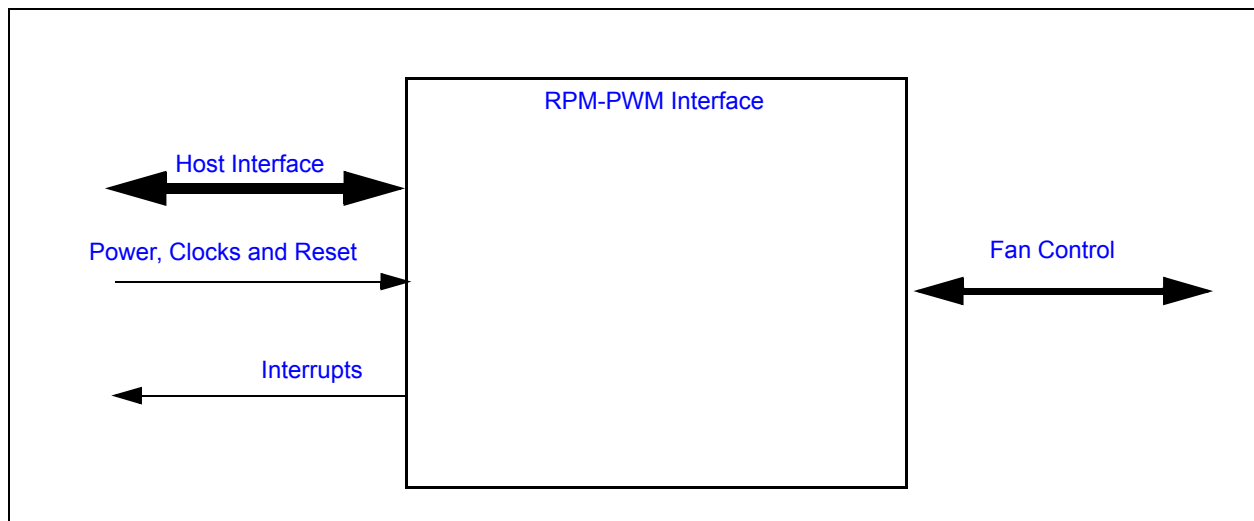 RPM-PWM Interface
Host Interface
Power, Clocks and Reset
Fan Control
Interrupts